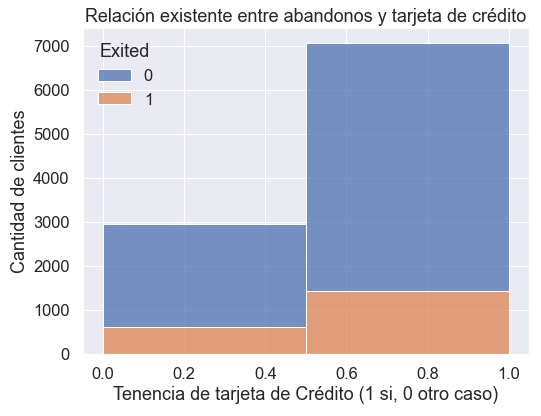 Relación existente entre abandonos y tarjeta de crédito
Exited
0
1
7000
6000
5000
4000
3000
2000
1000
0
Cantidad de clientes
0.0 0.2 0.4 0.6 0.8 1.0
Tenencia de tarjeta de Crédito (1 si, 0 otro caso)